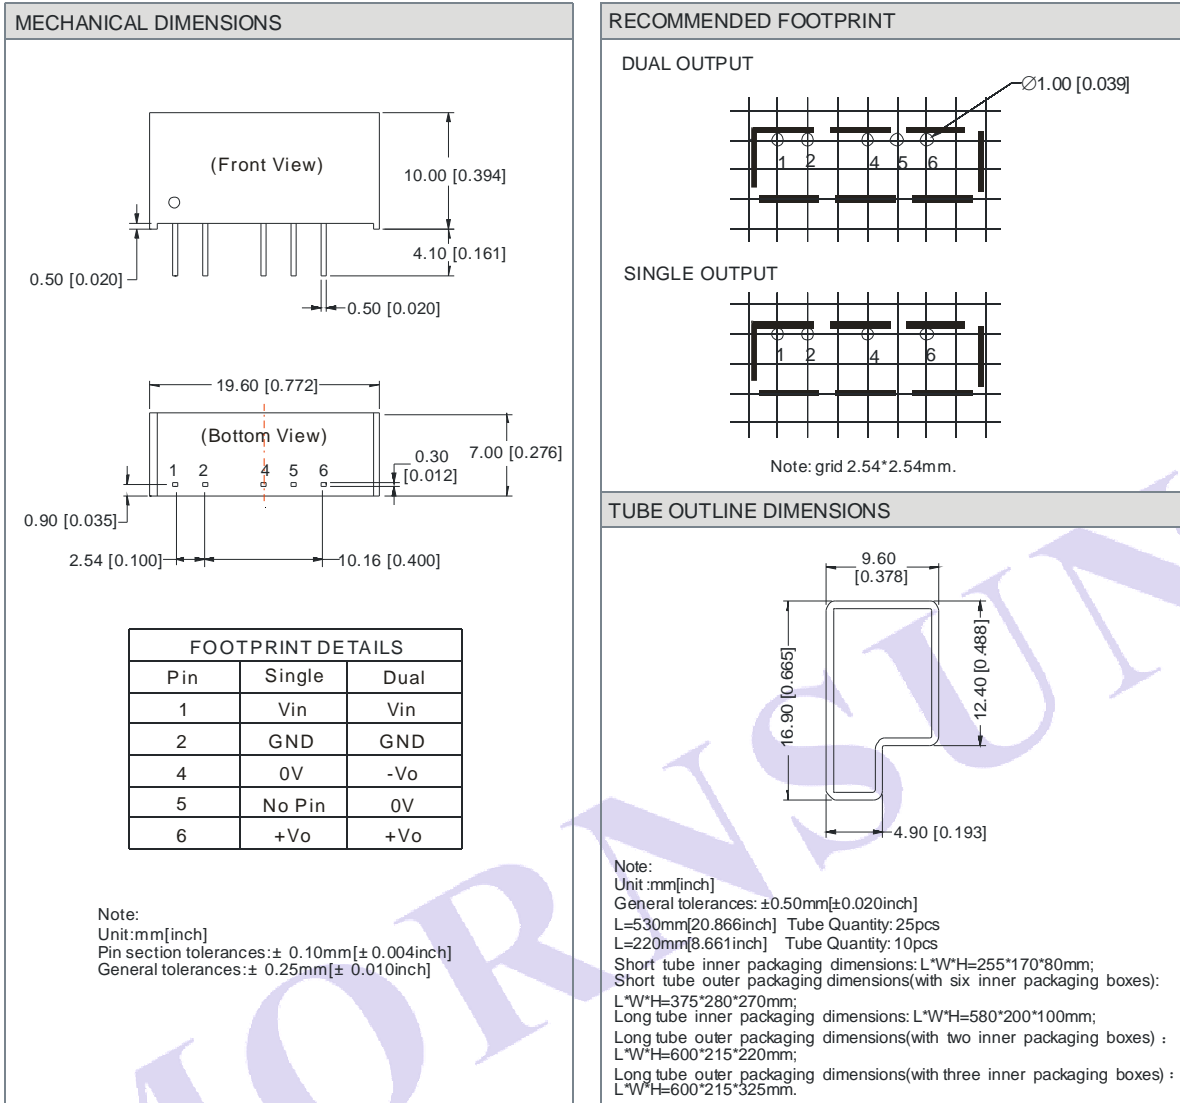 MECHANICAL DIMENSIONS
(Front View)
10.00 [0.394]
4.10 [0.161]
0.50 [0.020]
0.50 [0.020]
19.60 [0.772]
(Bottom View)
1 2 4 5 6
0.30
[0.012]
7.00 [0.276]
0.90 [0.035]
2.54 [0.100]
10.16 [0.400]
FOOTPRINT DETAILS
Pin Single Dual
1 Vin Vin
2 GND GND
4 0V -Vo
5 No Pin 0V
6 +Vo +Vo
Note:
Unit:mm[inch]
Pin section tolerances:± 0.10mm[± 0.004inch]
General tolerances:± 0.25mm[± 0.010inch]
RECOMMENDED FOOTPRINT
DUAL OUTPUT
∅1.00 [0.039]
1 2 4 5 6
SINGLE OUTPUT
1 2 4 6
Note: grid 2.54*2.54mm.
TUBE OUTLINE DIMENSIONS
9.60
[0.378]
16.90 [0.665]
12.40 [0.488]
4.90 [0.193]
Note:
Unit :mm[inch]
General tolerances: ±0.50mm[±0.020inch]
L=530mm[20.866inch] Tube Quantity: 25pcs
L=220mm[8.661inch] Tube Quantity: 10pcs
Short tube inner packaging dimensions: L*W*H=255*170*80mm;
Short tube outer packaging dimensions(with six inner packaging boxes):
L*W*H=375*280*270mm;
Long tube inner packaging dimensions: L*W*H=580*200*100mm;
Long tube outer packaging dimensions(with two inner packaging boxes) :
L*W*H=600*215*220mm;
Long tube outer packaging dimensions(with three inner packaging boxes) :
L*W*H=600*215*325mm.
MORNSUN